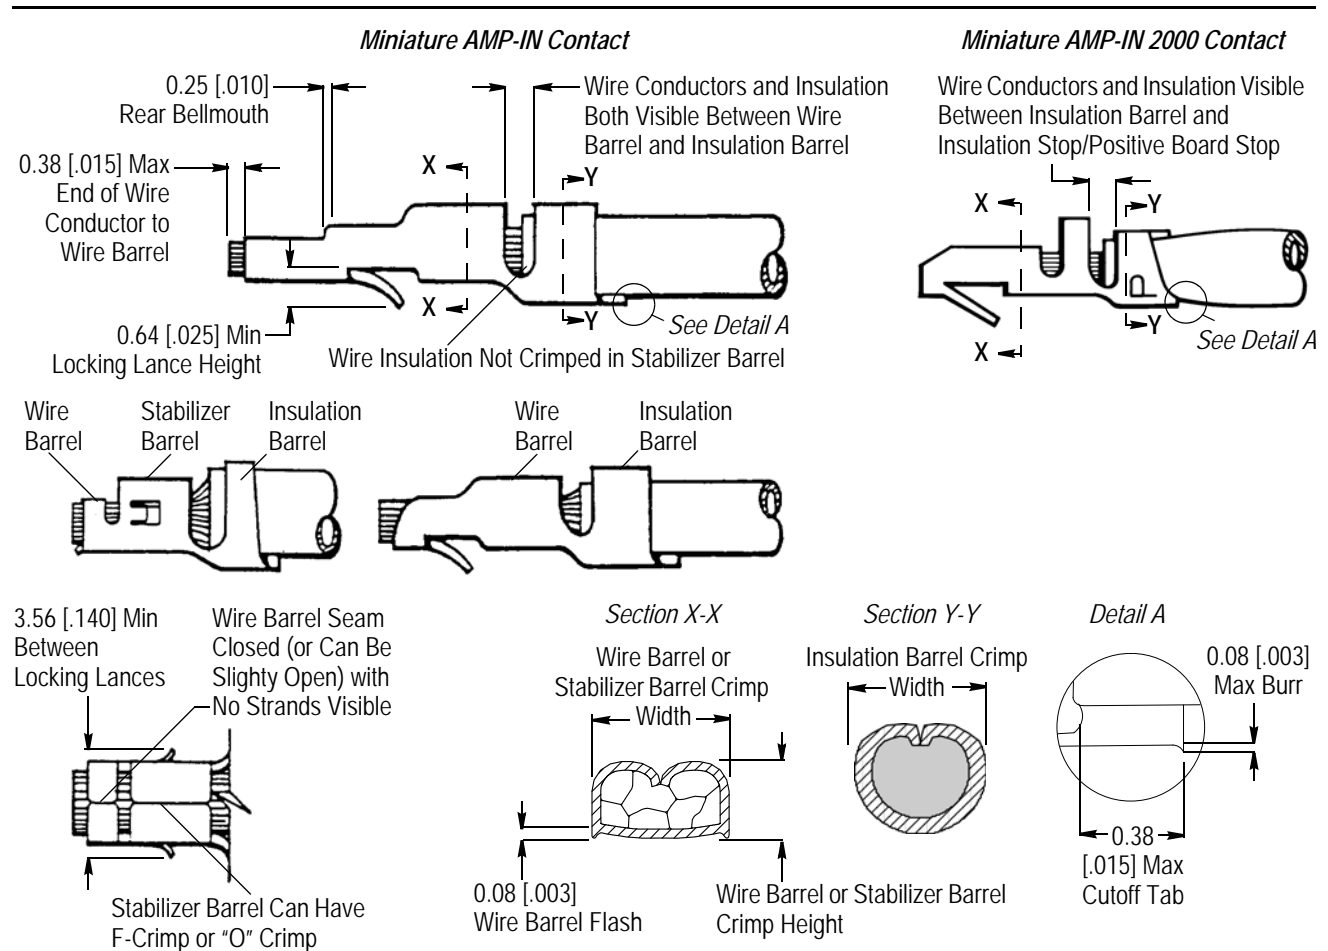 Miniature AMP-IN Contact
Miniature AMP-IN 2000 Contact
0.25 [.010]
Rear Bellmouth
Wire Conductors and Insulation
Both Visible Between Wire
Barrel and Insulation Barrel
Wire Conductors and Insulation Visible
Between Insulation Barrel and
Insulation Stop/Positive Board Stop
0.38 [.015] Max
End of Wire
Conductor to
Wire Barrel
X
Y
X
Y
X
Y
X
Y
0.64 [.025] Min
Locking Lance Height
See Detail A
See Detail A
Wire Insulation Not Crimped in Stabilizer Barrel
Wire
Barrel
Stabilizer
Barrel
Insulation
Barrel
Wire
Barrel
Insulation
Barrel
3.56 [.140] Min
Between
Locking Lances
Wire Barrel Seam
Closed (or Can Be
Slighty Open) with
No Strands Visible
Stabilizer Barrel Can Have
F-Crimp or “O” Crimp
Section X-X
Wire Barrel or
Stabilizer Barrel Crimp
Width
0.08 [.003]
Wire Barrel Flash
Wire Barrel or Stabilizer Barrel
Crimp Height
Section Y-Y
Insulation Barrel Crimp
Width
Detail A
0.08 [.003]
Max Burr
0.38
[.015] Max
Cutoff Tab